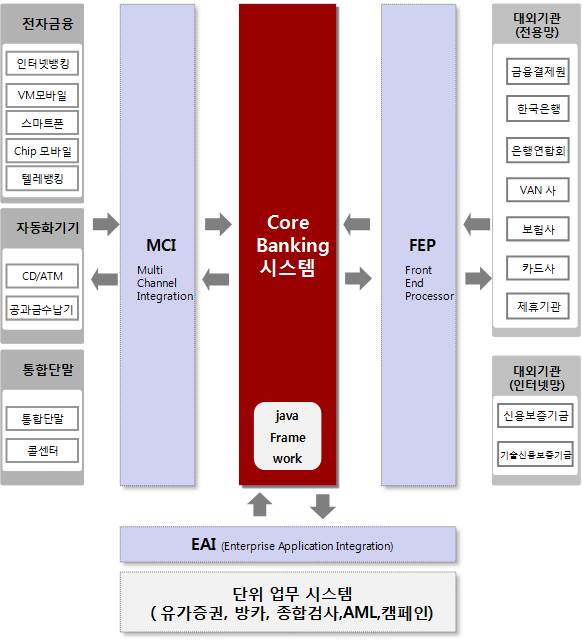 전자금융
인터넷뱅킹
VM모바일
스마트폰
Chip 모바일
텔레뱅킹
자동화기기
CD/ATM
공과금수납기
통합단말
통합단말
콜센터
MCI
Multi
Channel
Integration
Core
Banking
시스템
java
Frame
work
FEP
Front
End
Processor
대외기관
(전용망)
금융결제원
한국은행
은행연합회
VAN 사
보험사
카드사
제휴기관
대외기관
(인터넷망)
신용보증기금
기술신용보증기금
EAI (Enterprise Application Integration)
단위 업무 시스템
( 유가증권, 방카, 종합검사,AML,캠페인)